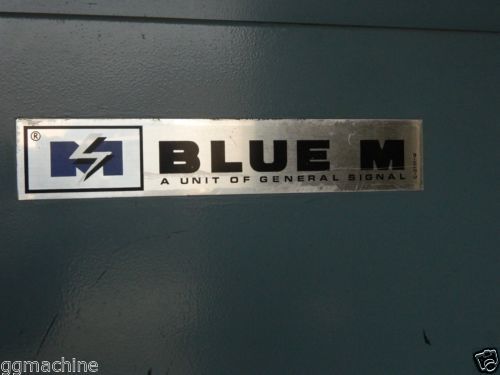 ® M BLUE M
A UNIT OF GENERAL SIGNAL
ggmachine